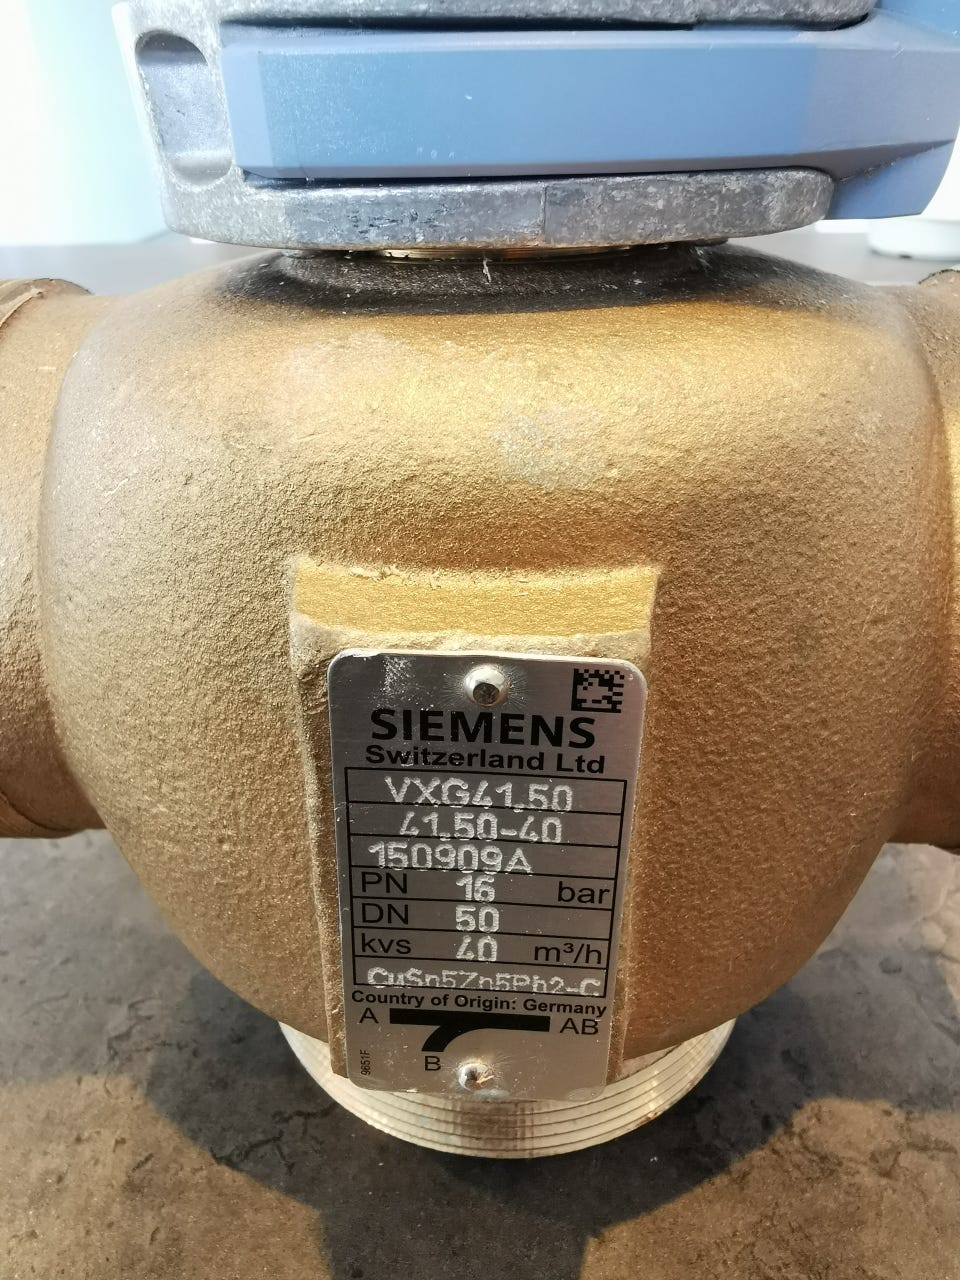 SIEMENS
Switzerland Ltd
VXG41.50
41.50-40
150909A
PN 16 bar
DN 50
kvs 40 m³/h
CuSn5Zn5Pb2-C
Country of Origin: Germany
A AB
B
9651F